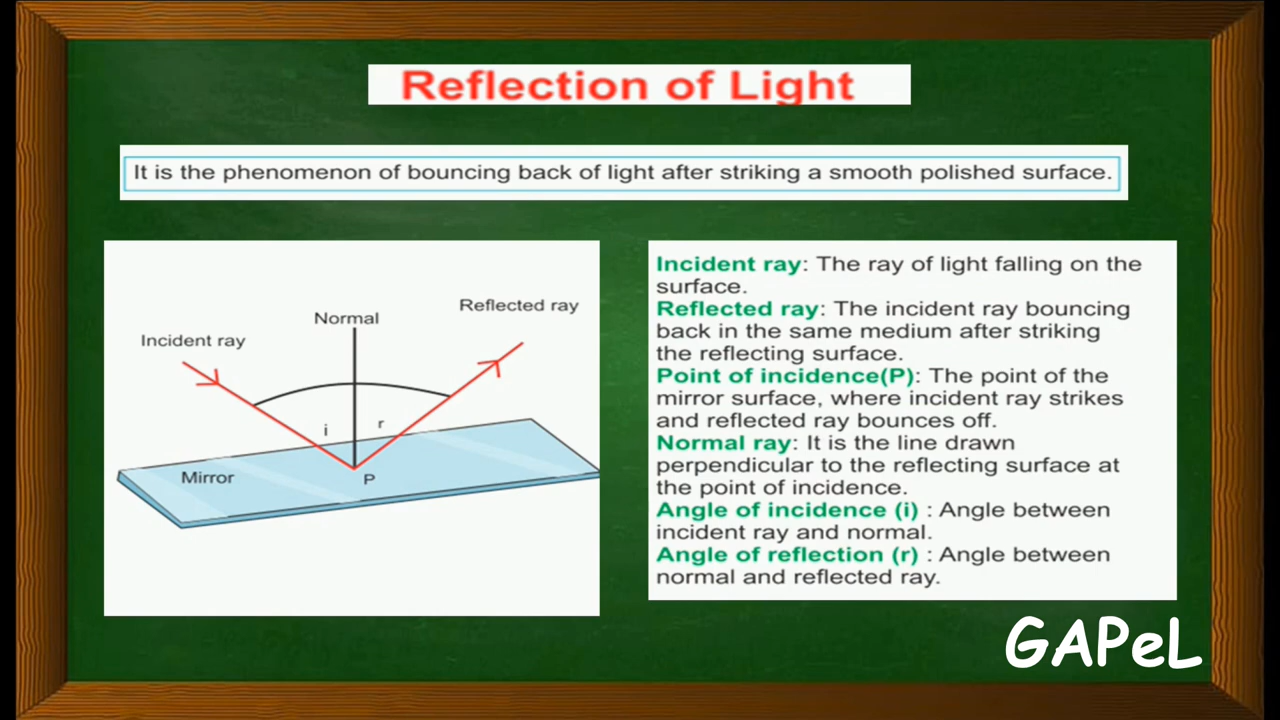 Reflection of Light
It is the phenomenon of bouncing back of light after striking a smooth polished surface.
Incident ray
Normal
Reflected ray
i
r
Mirror
P
Incident ray: The ray of light falling on the
surface.
Reflected ray: The incident ray bouncing
back in the same medium after striking
the reflecting surface.
Point of incidence(P): The point of the
mirror surface, where incident ray strikes
and reflected ray bounces off.
Normal ray: It is the line drawn
perpendicular to the reflecting surface at
the point of incidence.
Angle of incidence (i) : Angle between
incident ray and normal.
Angle of reflection (r) : Angle between
normal and reflected ray.
GAPeL